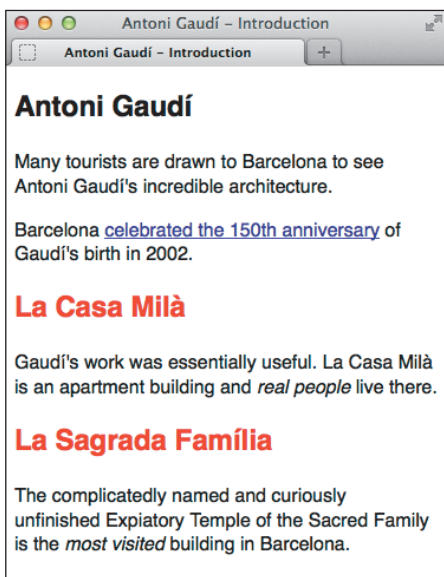 Antoni Gaudí – Introduction
Antoni Gaudí – Introduction
Antoni Gaudí
Many tourists are drawn to Barcelona to see
Antoni Gaudí's incredible architecture.
Barcelona celebrated the 150th anniversary of
Gaudí's birth in 2002.
La Casa Milà
Gaudí's work was essentially useful. La Casa Milà
is an apartment building and real people live there.
La Sagrada Família
The complicatedly named and curiously
unfinished Expiatory Temple of the Sacred Family
is the most visited building in Barcelona.